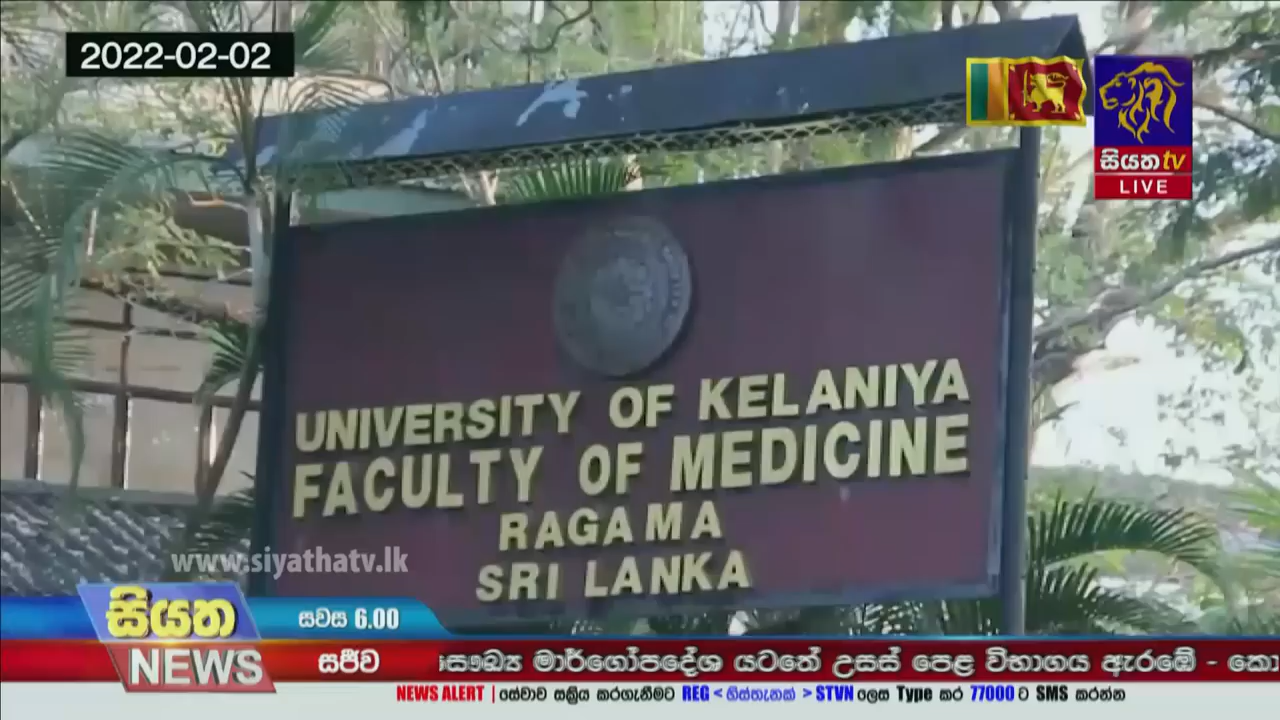 2022-02-02
සියත tv
LIVE
UNIVERSITY OF KELANIYA
FACULTY OF MEDICINE
RAGAMA
SRI LANKA
www.siyathatv.lk
සියත
සවස 6.00
NEWS
සජීව
සෞඛ්‍ය මාර්ගෝපදේශ යටතේ උසස් පෙළ විභාගය ඇරඹේ - කො
NEWS ALERT | සේවාව සක්‍රිය කරගැනීමට REG < හිස්තැනක් > STVN ලෙස Type කර 77000 ට SMS කරන්න